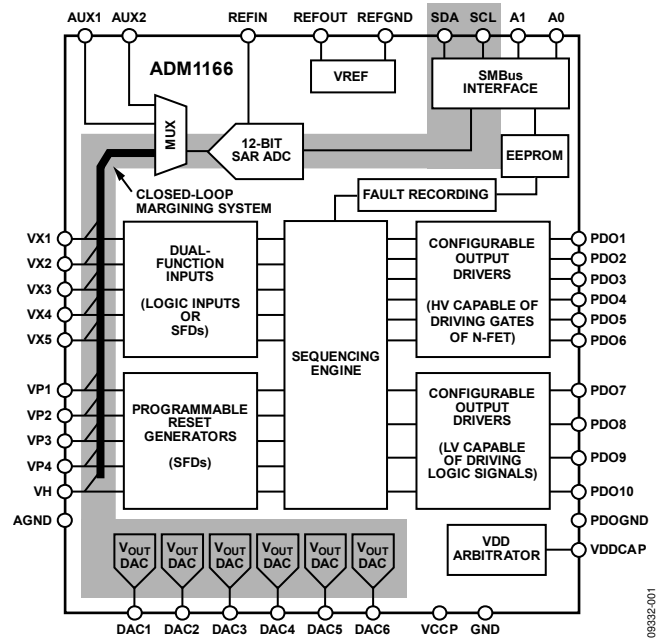 AUX1 AUX2 REFIN REFOUT REFGND SDA SCL A1 A0
ADM1166
VREF
SMBus
INTERFACE
MUX
12-BIT
SAR ADC
EEPROM
CLOSED-LOOP
MARGINING SYSTEM
FAULT RECORDING
VX1
VX2
VX3
VX4
VX5
DUAL-
FUNCTION
INPUTS
(LOGIC INPUTS
OR
SFDs)
SEQUENCING
ENGINE
CONFIGURABLE
OUTPUT
DRIVERS
(HV CAPABLE OF
DRIVING GATES
OF N-FET)
PDO1
PDO2
PDO3
PDO4
PDO5
PDO6
VP1
VP2
VP3
VP4
VH
AGND
PROGRAMMABLE
RESET
GENERATORS
(SFDs)
CONFIGURABLE
OUTPUT
DRIVERS
(LV CAPABLE
OF DRIVING
LOGIC SIGNALS)
PDO7
PDO8
PDO9
PDO10
PDOGND
VDDCAP
VDD
ARBITRATOR
VOUT
DAC
VOUT
DAC
VOUT
DAC
VOUT
DAC
VOUT
DAC
VOUT
DAC
DAC1 DAC2 DAC3 DAC4 DAC5 DAC6 VCCP GND
09332-001